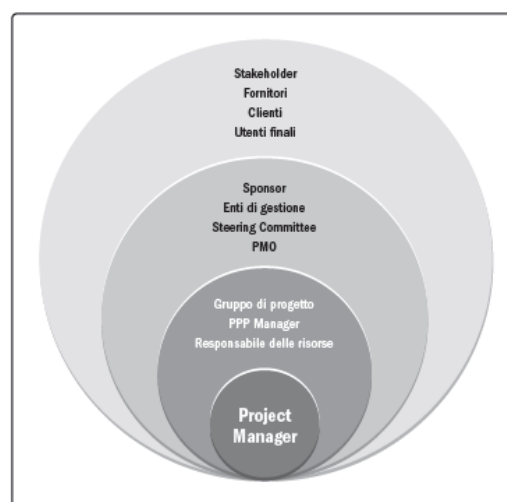 Stakeholder
Fornitori
Clienti
Utenti finali
Sponsor
Enti di gestione
Steering Committee
PMO
Gruppo di progetto
PPP Manager
Responsabile delle risorse
Project
Manager